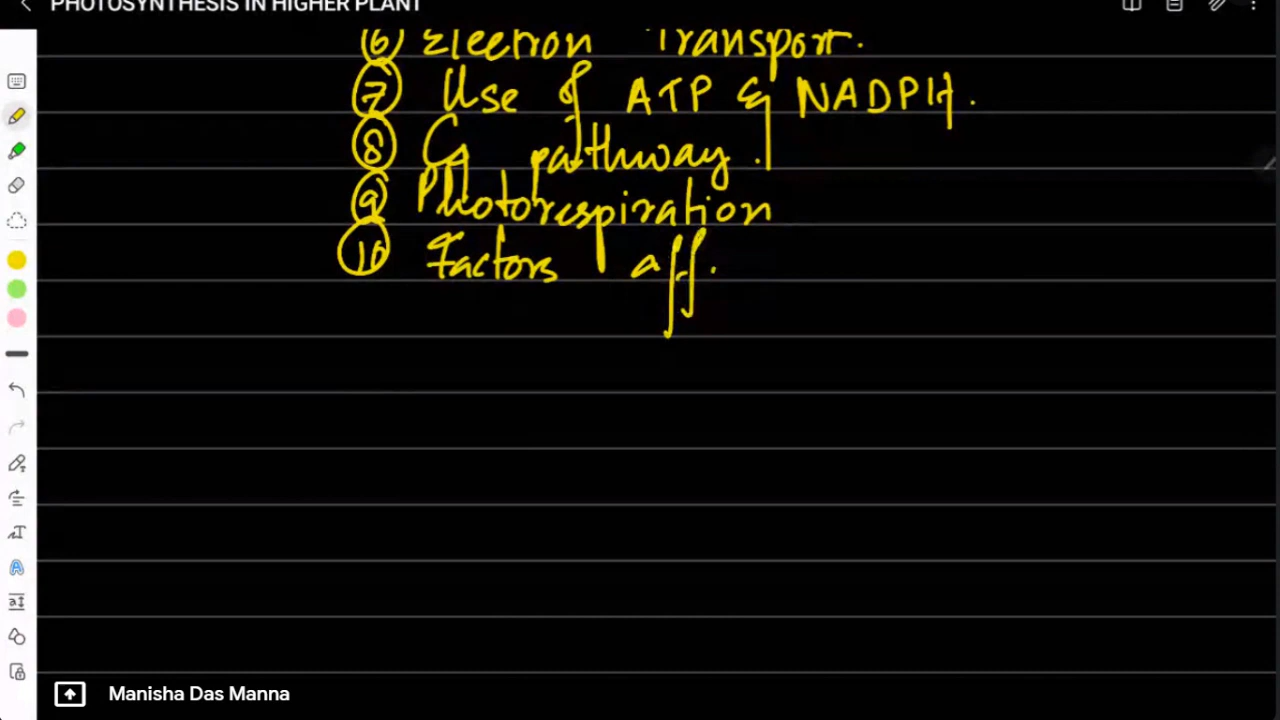 PHOTOSYNTHESIS IN HIGHER PLANT
6 Electron Transport.
7 Use of ATP & NADPH.
8 C4 pathway.
9 Photorespiration
10 Factors aff.
Manisha Das Manna